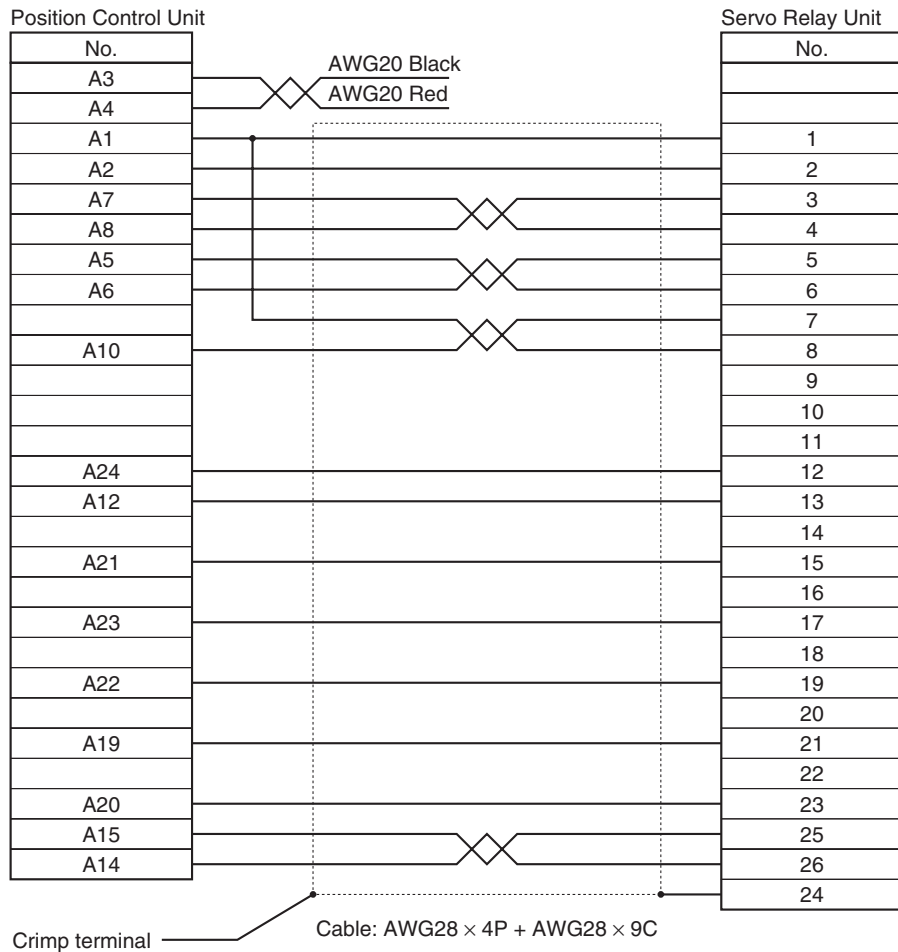 Position Control Unit Servo Relay Unit
No. No.
A3 AWG20 Black
A4 AWG20 Red
A1 1
A2 2
A7 3
A8 4
A5 5
A6 6
7
A10 8
9
10
11
A24 12
A12 13
14
A21 15
16
A23 17
18
A22 19
20
A19 21
22
A20 23
A15 25
A14 26
24
Crimp terminal Cable: AWG28 × 4P + AWG28 × 9C